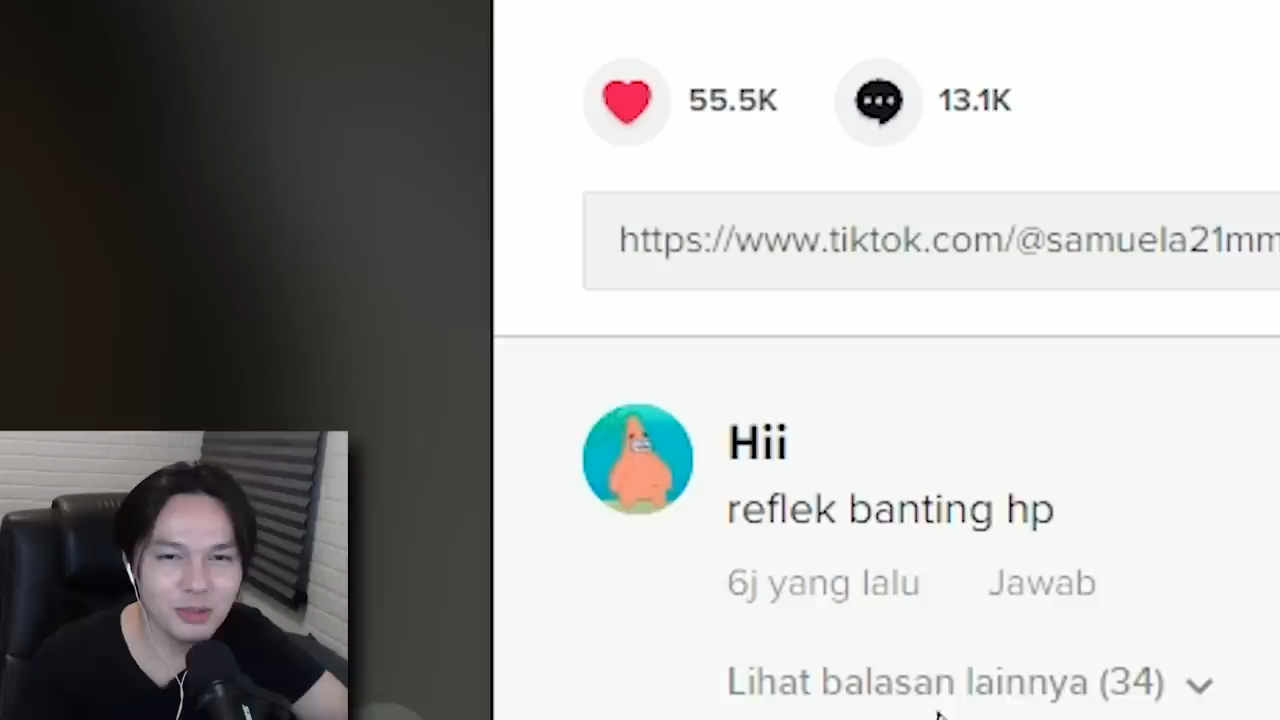 55.5K 13.1K
https://www.tiktok.com/@samuela21mm
Hii
reflek banting hp
6j yang lalu Jawab
Lihat balasan lainnya (34)